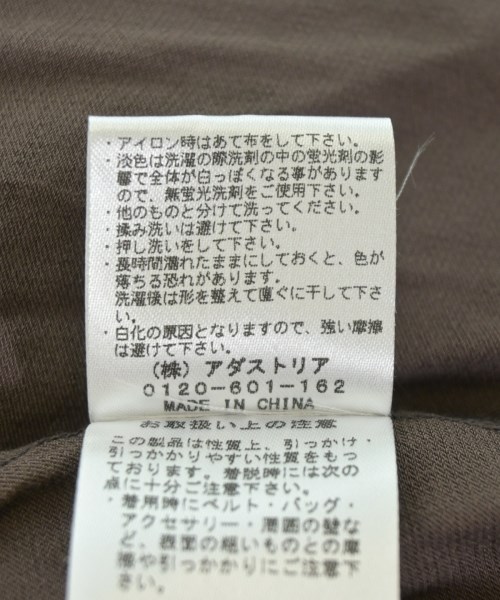 ・アイロン時はあて布をして下さい。
・淡色は洗濯の際洗剤の中の蛍光剤の影
響で全体が白っぽくなる事があります
ので、無蛍光洗剤をご使用下さい。
・他のものと分けて洗ってください。
・揉み洗いは避けて下さい。
・押し洗いをして下さい。
・長時間濡れたままにしておくと、色が
落ちる恐れがあります。
洗濯後は形を整えて直ぐに干して下さ
い。
・白化の原因となりますので、強い摩擦
は避けて下さい。
(株)アダストリア
0120-601-162
MADE IN CHINA
お取扱い上の注意
この製品は性質上、引っかけ・
引っかかりやすい性質をもっ
ております。着脱時には次の
点に十分ご注意下さい。
・着用時にベルト・バッグ・
アクセサリー・周囲の壁な
ど、表面の粗いものとの摩
擦や引っかかりにご注意下
さい。